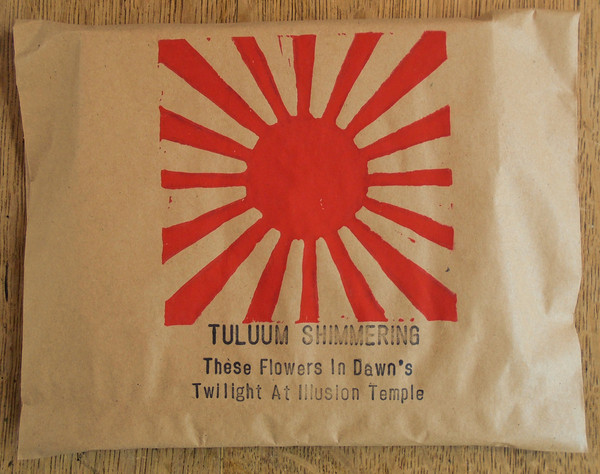 TULUUM SHIMMERING
These Flowers In Dawn's
Twilight At Illusion Temple